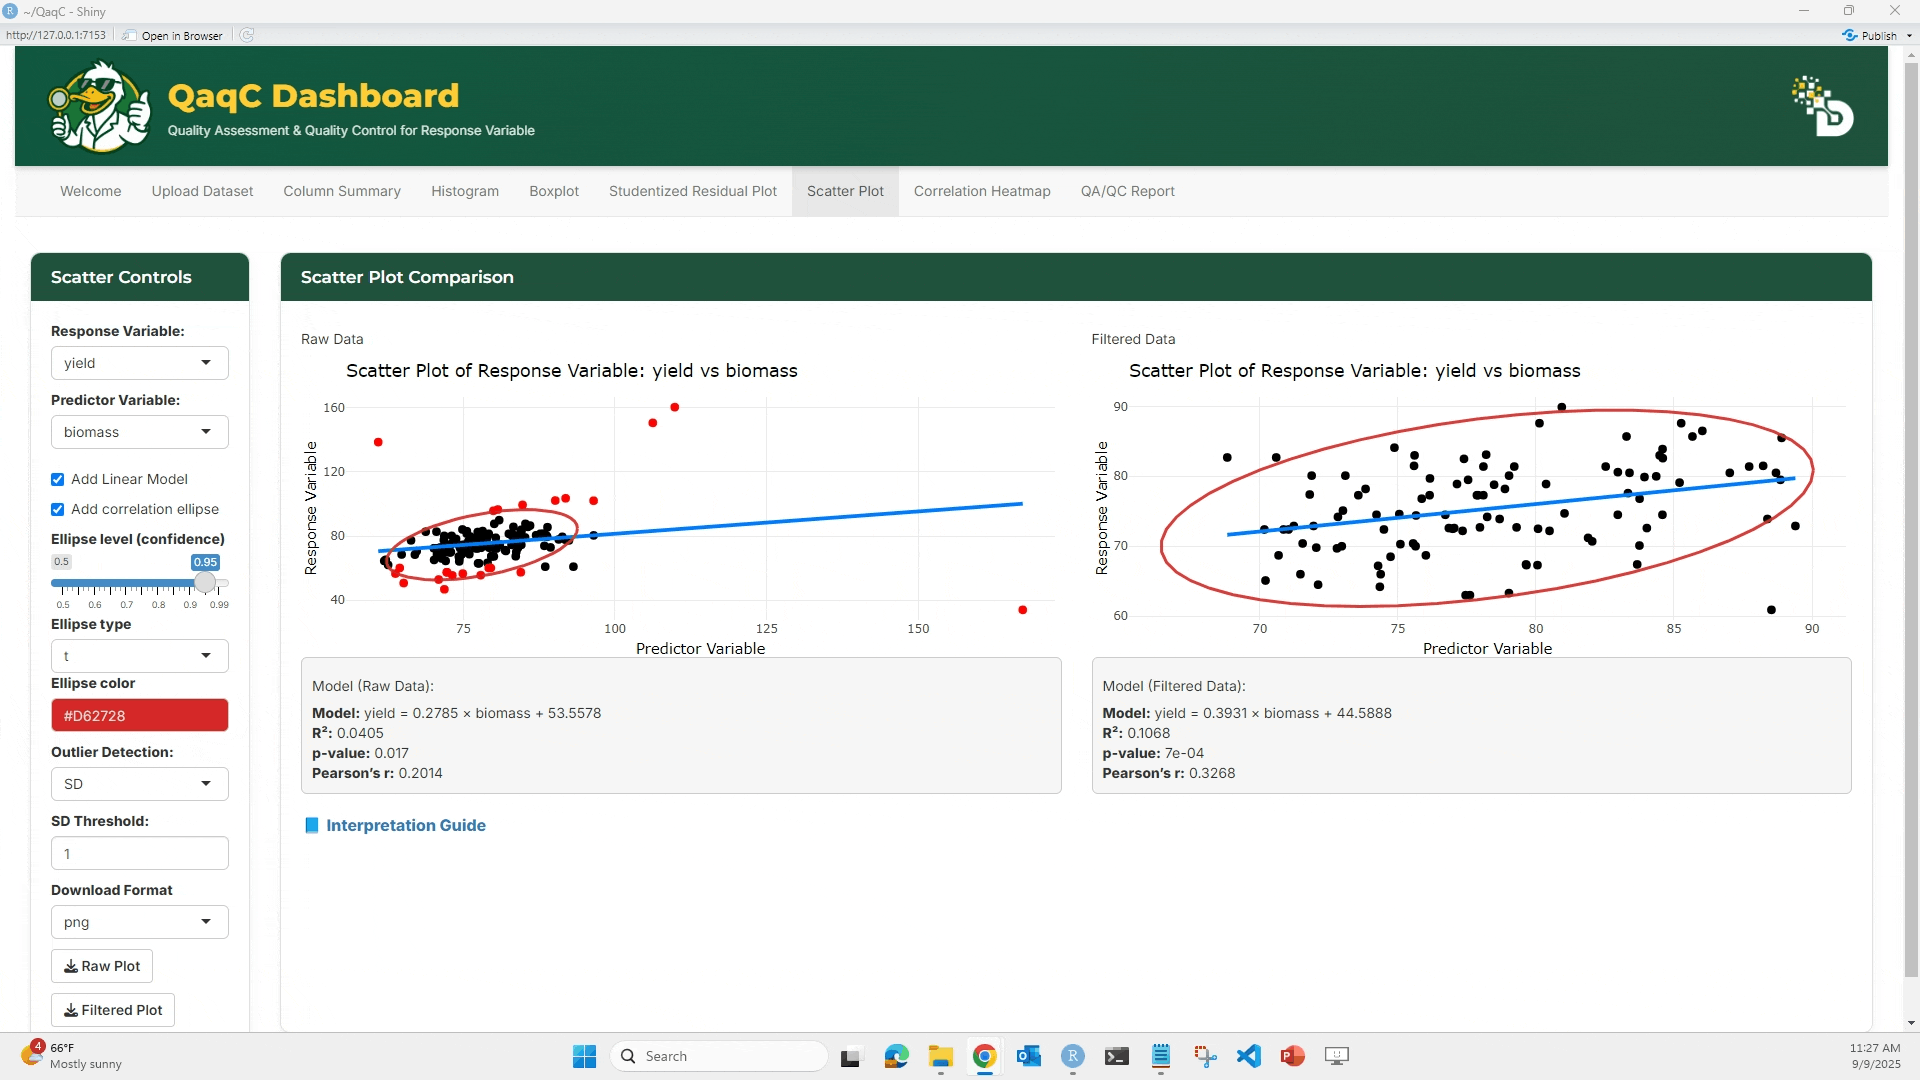 ~/QaqC - Shiny
http://127.0.0.1:7153 Open in Browser Publish
QaqC Dashboard
Quality Assessment & Quality Control for Response Variable
D
Welcome Upload Dataset Column Summary Histogram Boxplot Studentized Residual Plot Scatter Plot Correlation Heatmap QA/QC Report
Scatter Controls
Response Variable:
yield
Predictor Variable:
biomass
Add Linear Model
Add correlation ellipse
Ellipse level (confidence)
0.5 0.95
0.5 0.6 0.7 0.8 0.9 0.99
Ellipse type
t
Ellipse color
#D62728
Outlier Detection:
SD
SD Threshold:
1
Download Format
png
Raw Plot
Filtered Plot
Scatter Plot Comparison
Raw Data
Scatter Plot of Response Variable: yield vs biomass
Response Variable
160
120
80
40
75 100 125 150
Predictor Variable
Model (Raw Data):
Model: yield = 0.2785 × biomass + 53.5578
R²: 0.0405
p-value: 0.017
Pearson's r: 0.2014
Filtered Data
Scatter Plot of Response Variable: yield vs biomass
Response Variable
90
80
70
60
70 75 80 85 90
Predictor Variable
Model (Filtered Data):
Model: yield = 0.3931 × biomass + 44.5888
R²: 0.1068
p-value: 7e-04
Pearson's r: 0.3268
Interpretation Guide
4
66°F
Mostly sunny
Search
11:27 AM
9/9/2025